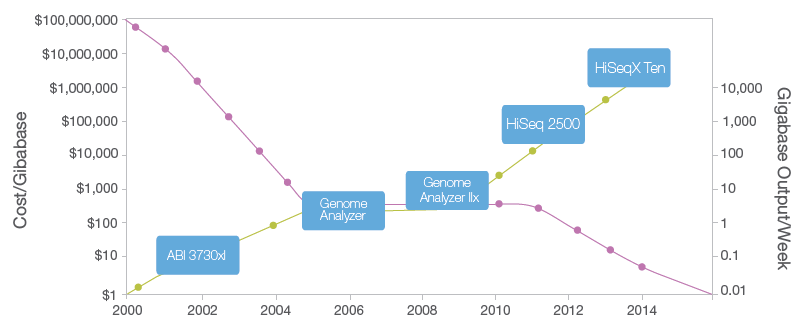 $100,000,000
$10,000,000
$1,000,000
$100,000
$10,000
$1,000
$100
$10
$1
Cost/Gibabase
10,000
1,000
100
10
1
0.1
0.01
Gigabase Output/Week
ABI 3730xl
Genome
Analyzer
Genome
Analyzer IIx
HiSeq 2500
HiSeqX Ten
2000
2002
2004
2006
2008
2010
2012
2014